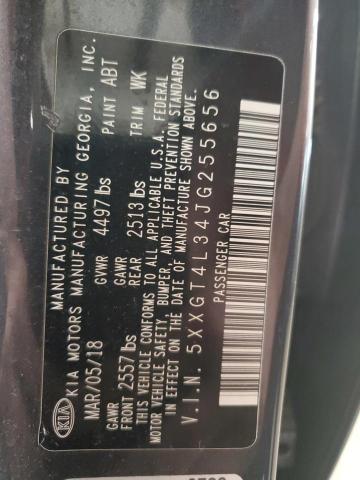 MANUFACTURED BY
KIA KIA MOTORS MANUFACTURING GEORGIA, INC.
MAR/05/18 GVWR 4497 lbs PAINT ABT
GAWR FRONT 2557 lbs GAWR REAR 2513 lbs TRIM WK
THIS VEHICLE CONFORMS TO ALL APPLICABLE U.S.A. FEDERAL
MOTOR VEHICLE SAFETY, BUMPER, AND THEFT PREVENTION STANDARDS
IN EFFECT ON THE DATE OF MANUFACTURE SHOWN ABOVE.
V.I.N. 5XXGT4L34JG255656
PASSENGER CAR